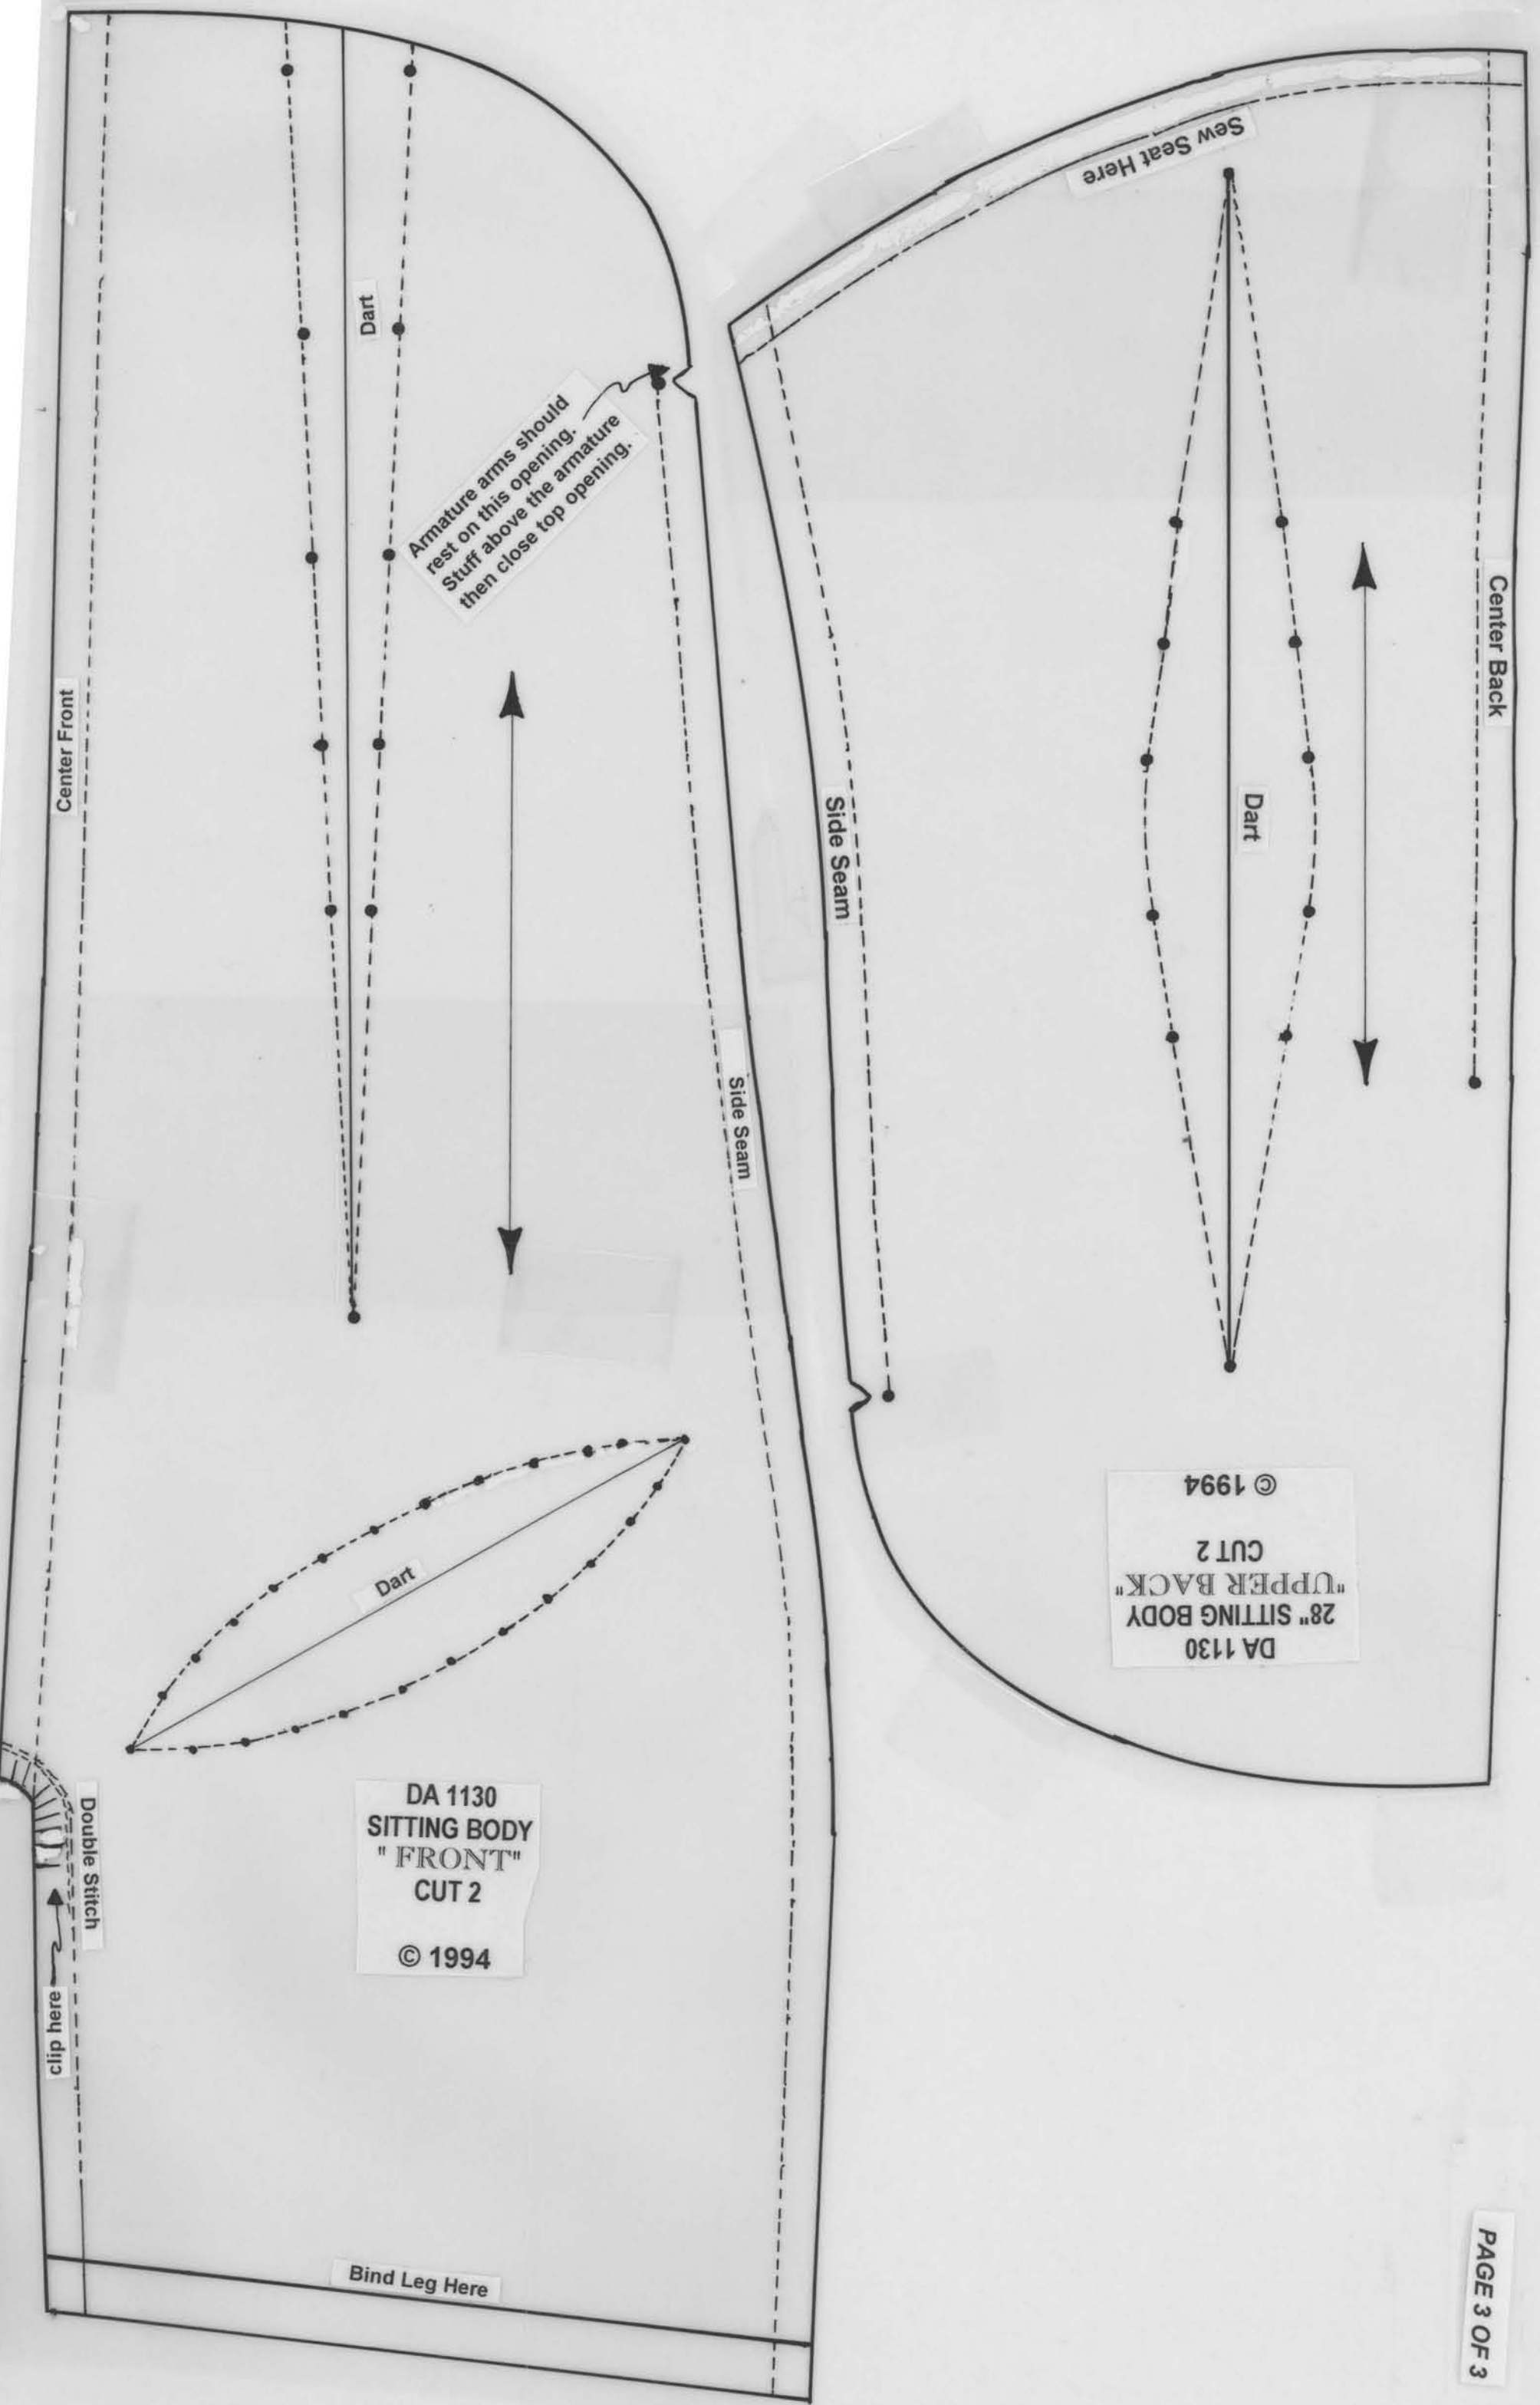 Center Front
Dart
Armature arms should
rest on this opening.
Stuff above the armature
then close top opening.
Side Seam
Dart
DA 1130
SITTING BODY
" FRONT"
CUT 2
© 1994
Double Stitch
clip here
Bind Leg Here
Sew Seat Here
Center Back
Dart
Side Seam
DA 1130
28" SITTING BODY
"UPPER BACK"
CUT 2
© 1994
PAGE 3 OF 3